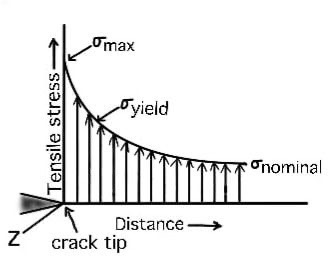 σmax
σyield
Tensile stress
σnominal
Distance
Z
crack tip